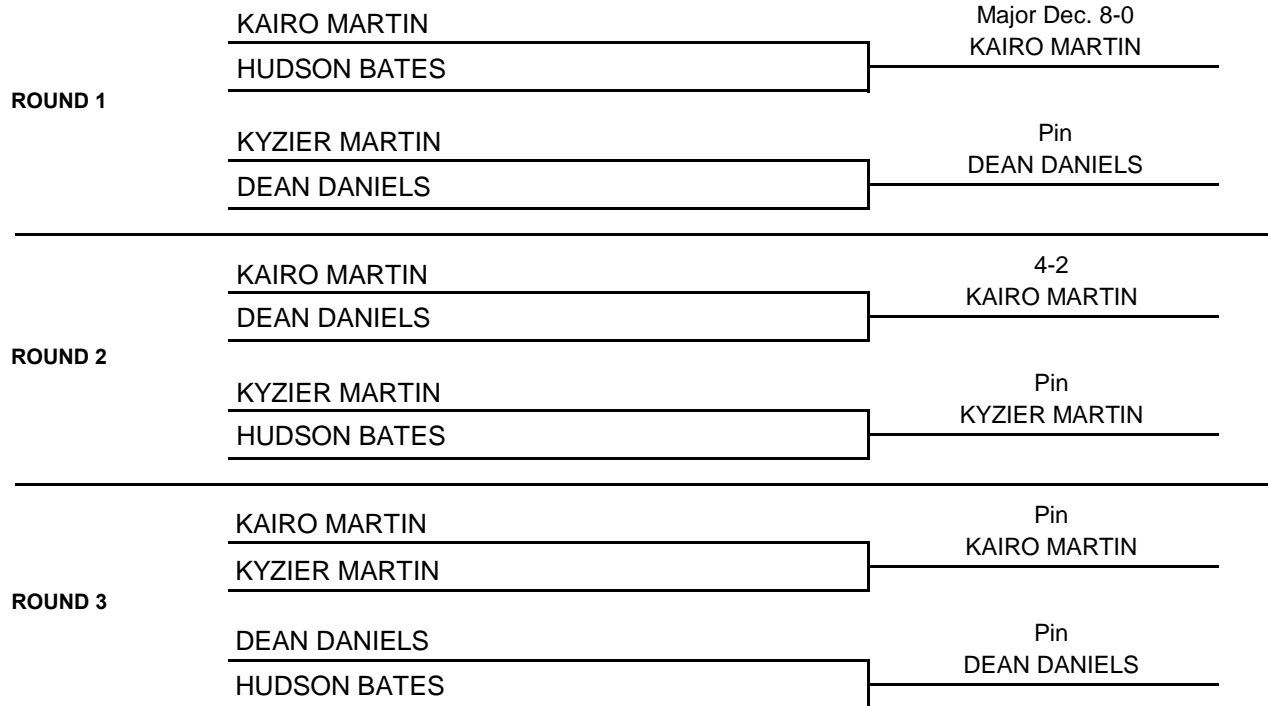 KAIRO MARTIN
Major Dec. 8-0
KAIRO MARTIN
HUDSON BATES
ROUND 1
KYZIER MARTIN
Pin
DEAN DANIELS
DEAN DANIELS
KAIRO MARTIN
4-2
KAIRO MARTIN
DEAN DANIELS
ROUND 2
KYZIER MARTIN
Pin
KYZIER MARTIN
HUDSON BATES
KAIRO MARTIN
Pin
KAIRO MARTIN
KYZIER MARTIN
ROUND 3
DEAN DANIELS
Pin
DEAN DANIELS
HUDSON BATES